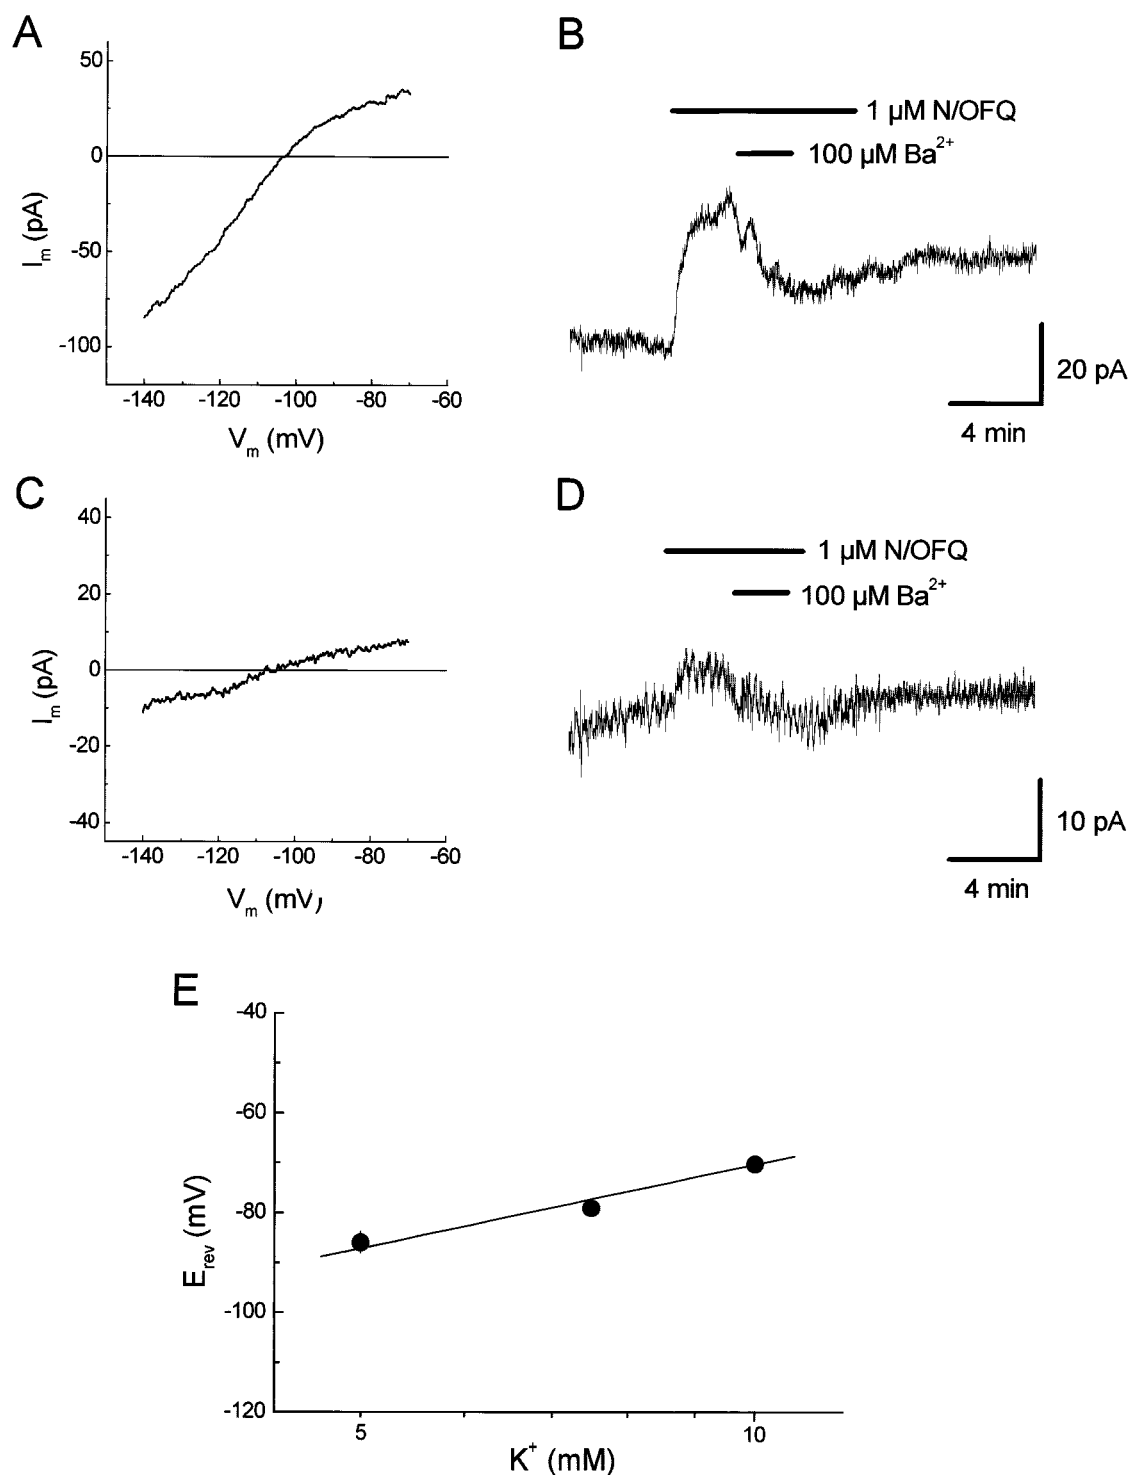 A
50
0
-50
-100
I_m (pA)
-140 -120 -100 -80 -60
V_m (mV)
B
1 µM N/OFQ
100 µM Ba²⁺
20 pA
4 min
C
40
20
0
-20
-40
I_m (pA)
-140 -120 -100 -80 -60
V_m (mV)
D
1 µM N/OFQ
100 µM Ba²⁺
10 pA
4 min
E
-40
-60
-80
-100
-120
E_rev (mV)
5 10
K⁺ (mM)